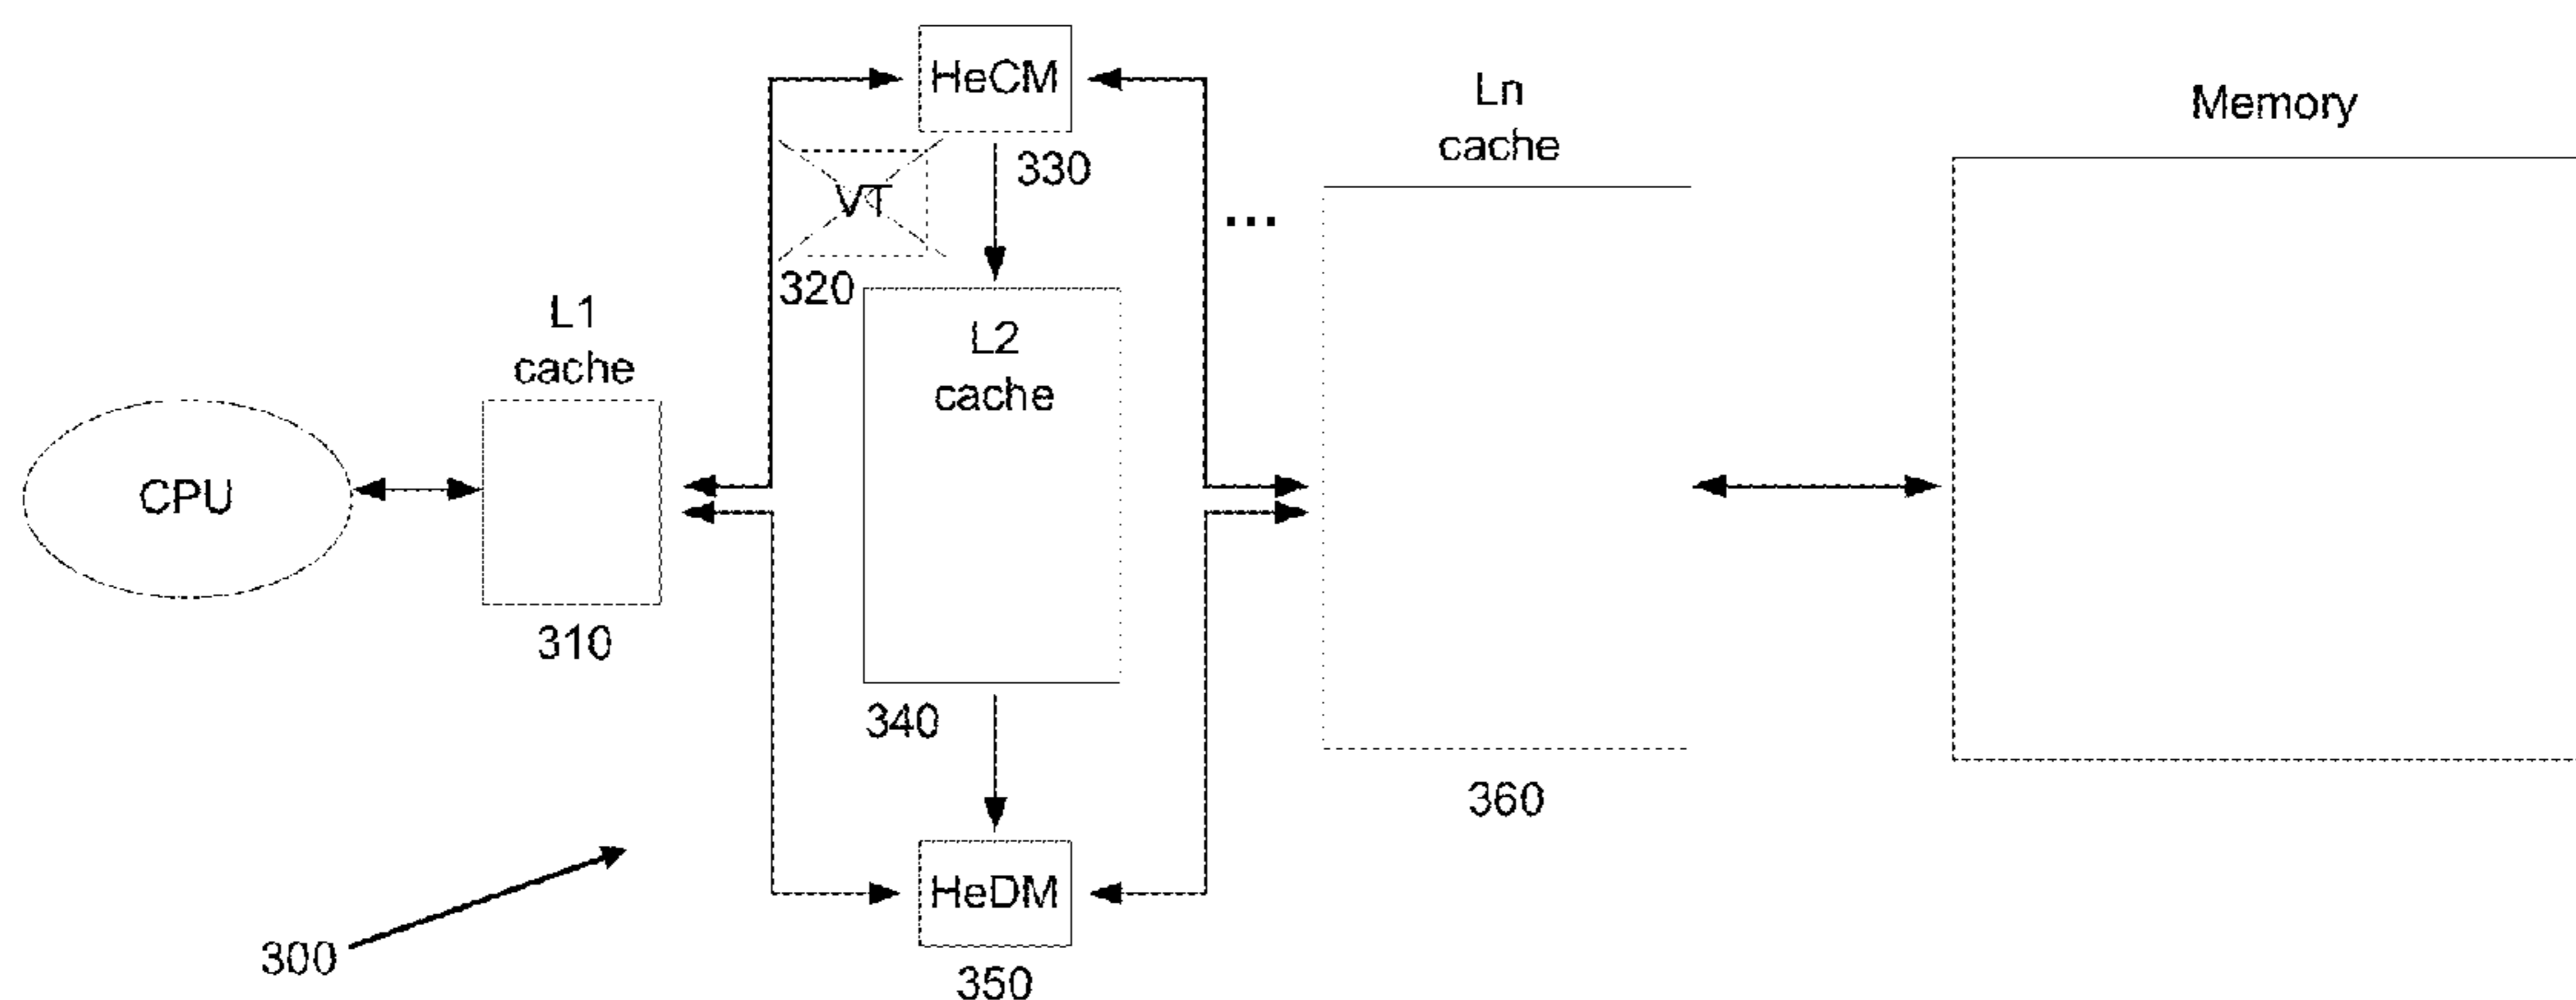 HeCM
330
VT
320
L1
cache
310
CPU
L2
cache
340
HeDM
350
...
Ln
cache
360
Memory
300